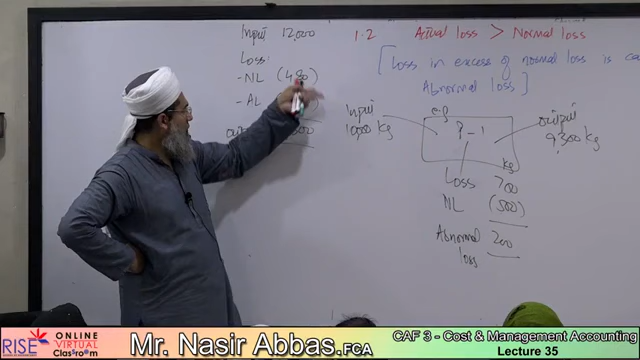 Input 12,000
Loss:
- NL (480)
- AL
1.2 Actual loss > Normal loss
[Loss in excess of normal loss is
Abnormal loss]
e.g
Input
10,000 kg
P-1
output
9,300 kg
kg
Loss 700
NL (500)
Abnormal 200
loss
RISE
ONLINE
VIRTUAL
Classroom
Mr. Nasir Abbas.FCA
CAF 3 - Cost & Management Accounting
Lecture 35